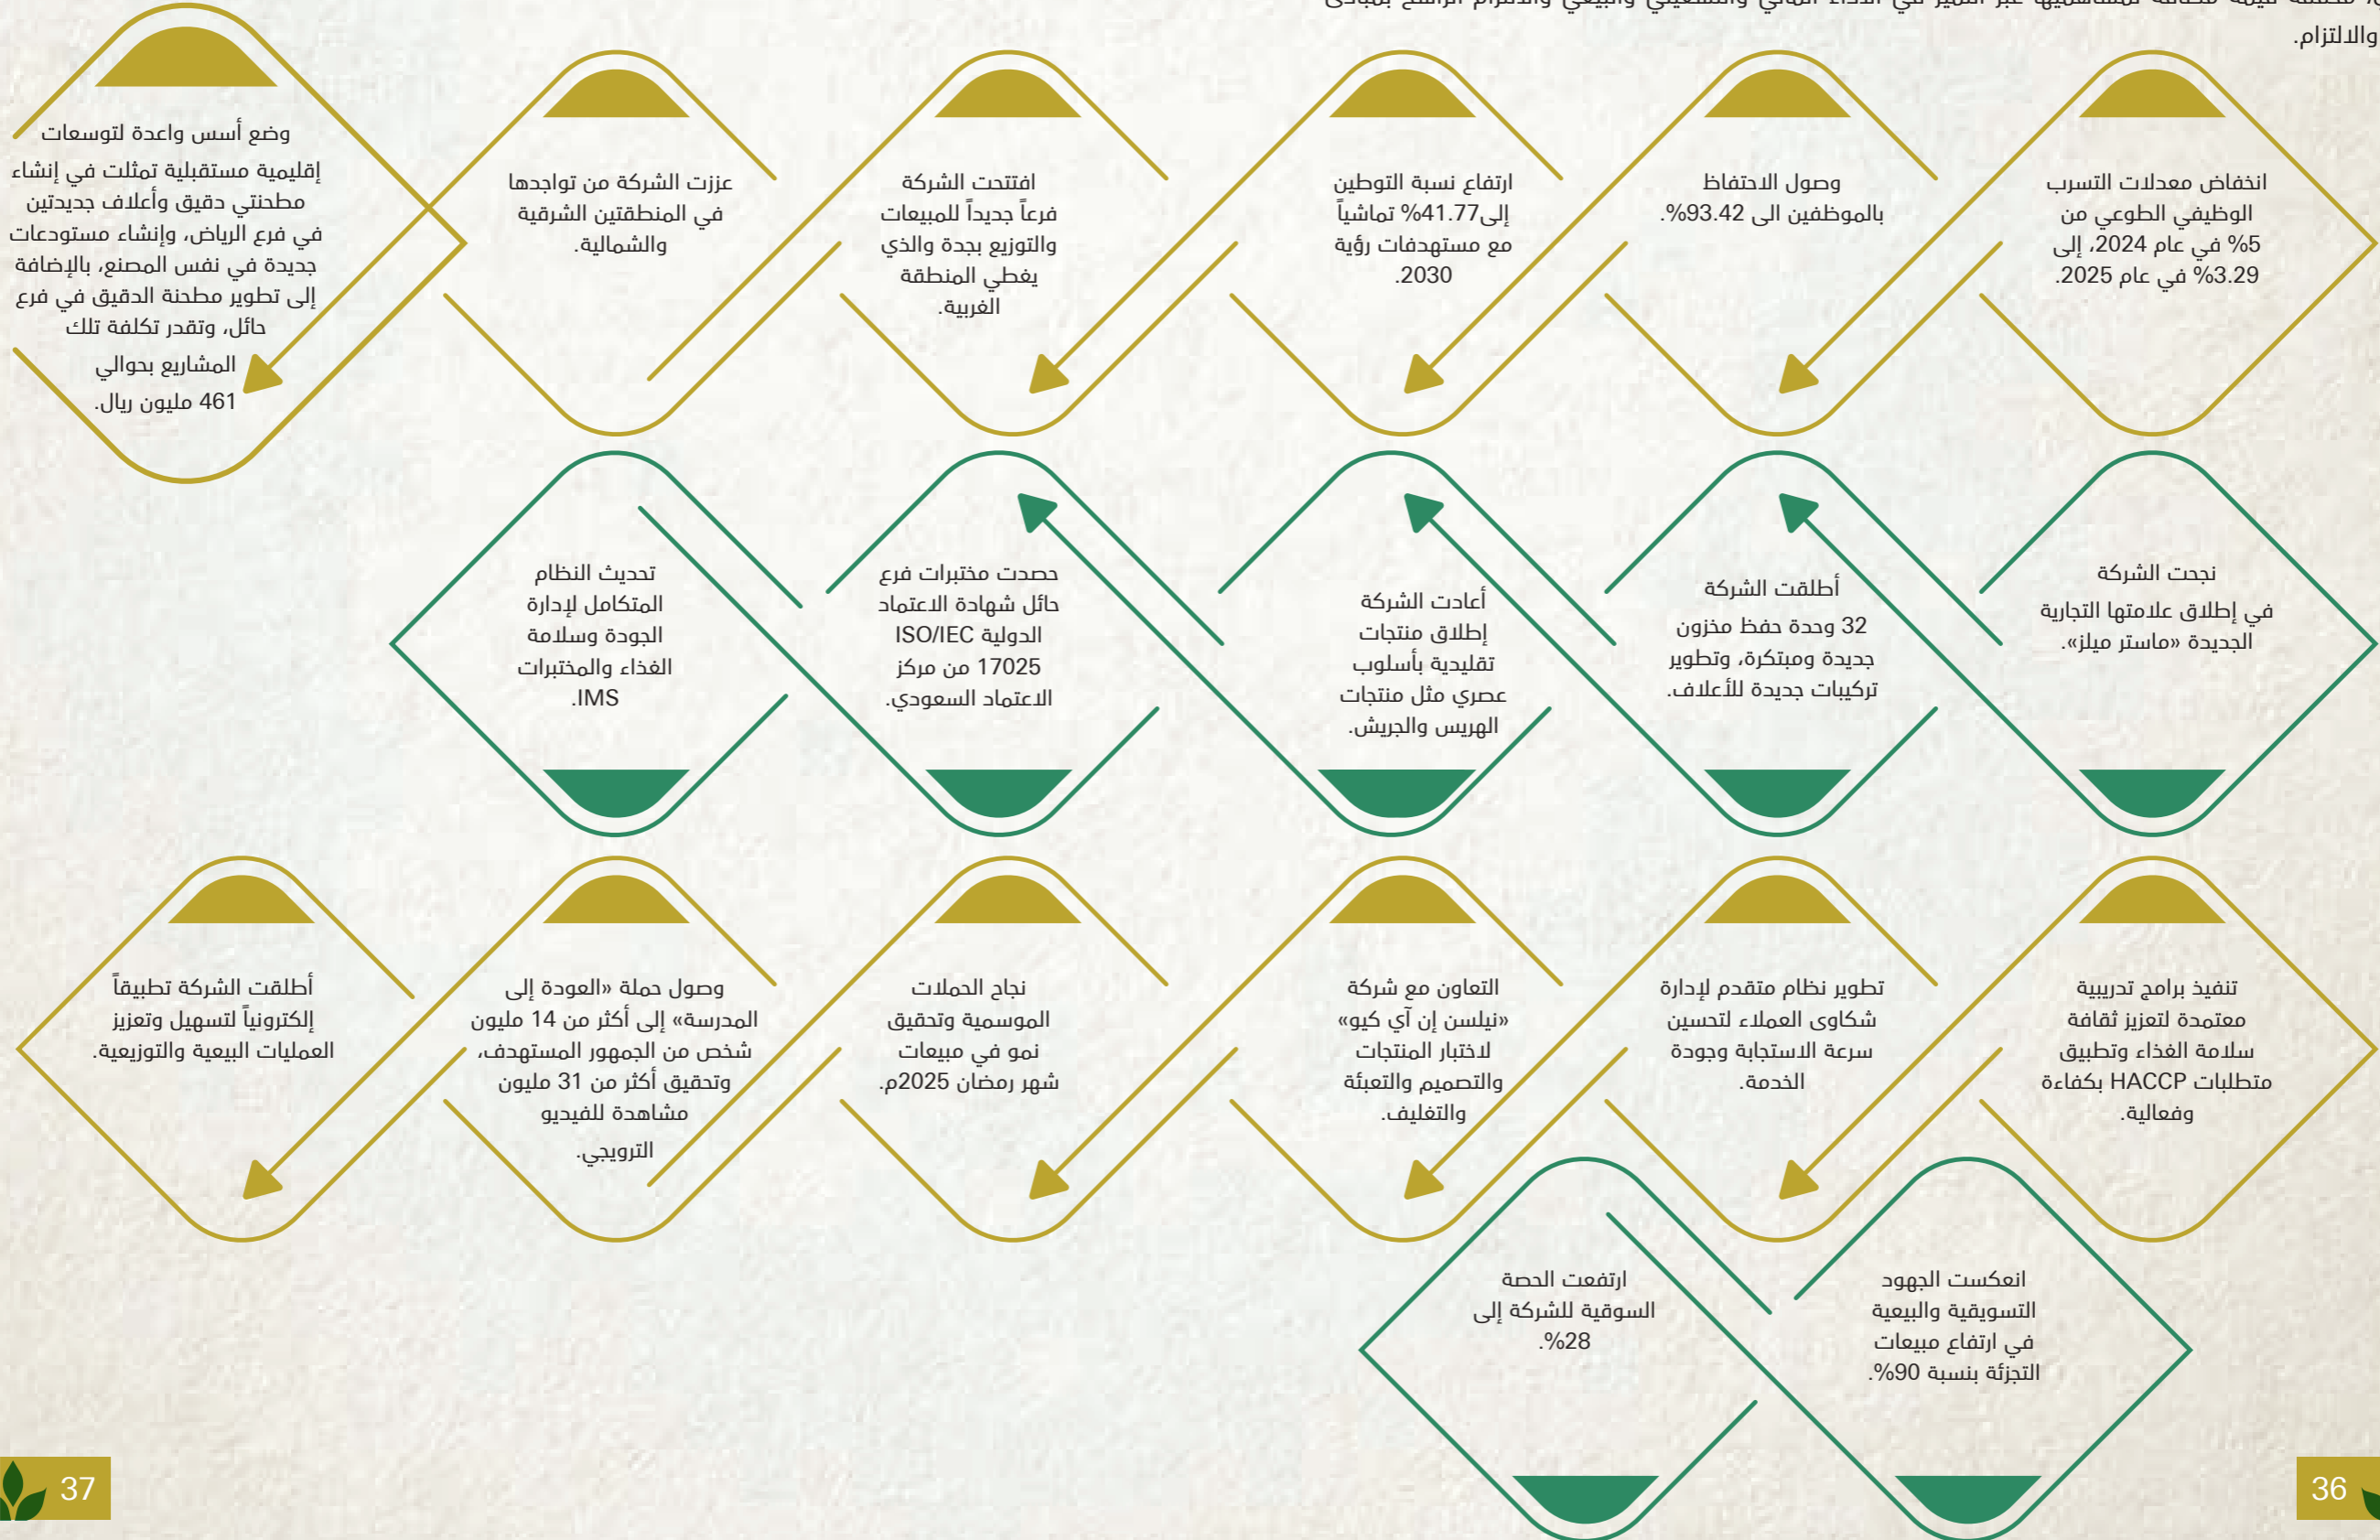 والالتزام.
انخفاض معدلات التسرب
الوظيفي الطوعي من
5% في عام 2024، إلى
3.29% في عام 2025.
وصول الاحتفاظ
بالموظفين الى 93.42%.
ارتفاع نسبة التوطين
إلى41.77% تماشياً
مع مستهدفات رؤية
2030.
افتتحت الشركة
فرعاً جديداً للمبيعات
والتوزيع بجدة والذي
يغطي المنطقة
الغربية.
عززت الشركة من تواجدها
في المنطقتين الشرقية
والشمالية.
وضع أسس واعدة لتوسعات
إقليمية مستقبلية تمثلت في إنشاء
مطحنتي دقيق وأعلاف جديدتين
في فرع الرياض، وإنشاء مستودعات
جديدة في نفس المصنع، بالإضافة
إلى تطوير مطحنة الدقيق في فرع
حائل، وتقدر تكلفة تلك
المشاريع بحوالي
461 مليون ريال.
نجحت الشركة
في إطلاق علامتها التجارية
الجديدة «ماستر ميلز».
أطلقت الشركة
32 وحدة حفظ مخزون
جديدة ومبتكرة، وتطوير
تركيبات جديدة للأعلاف.
أعادت الشركة
إطلاق منتجات
تقليدية بأسلوب
عصري مثل منتجات
الهريس والجريش.
حصدت مختبرات فرع
حائل شهادة الاعتماد
الدولية ISO/IEC
17025 من مركز
الاعتماد السعودي.
تحديث النظام
المتكامل لإدارة
الجودة وسلامة
الغذاء والمختبرات
IMS.
تنفيذ برامج تدريبية
معتمدة لتعزيز ثقافة
سلامة الغذاء وتطبيق
متطلبات HACCP بكفاءة
وفعالية.
تطوير نظام متقدم لإدارة
شكاوى العملاء لتحسين
سرعة الاستجابة وجودة
الخدمة.
التعاون مع شركة
«نيلسن إن آي كيو»
لاختبار المنتجات
والتصميم والتعبئة
والتغليف.
نجاح الحملات
الموسمية وتحقيق
نمو في مبيعات
شهر رمضان 2025م.
وصول حملة «العودة إلى
المدرسة» إلى أكثر من 14 مليون
شخص من الجمهور المستهدف،
وتحقيق أكثر من 31 مليون
مشاهدة للفيديو
الترويجي.
أطلقت الشركة تطبيقاً
إلكترونياً لتسهيل وتعزيز
العمليات البيعية والتوزيعية.
انعكست الجهود
التسويقية والبيعية
في ارتفاع مبيعات
التجزئة بنسبة 90%.
ارتفعت الحصة
السوقية للشركة إلى
28%.
36
37